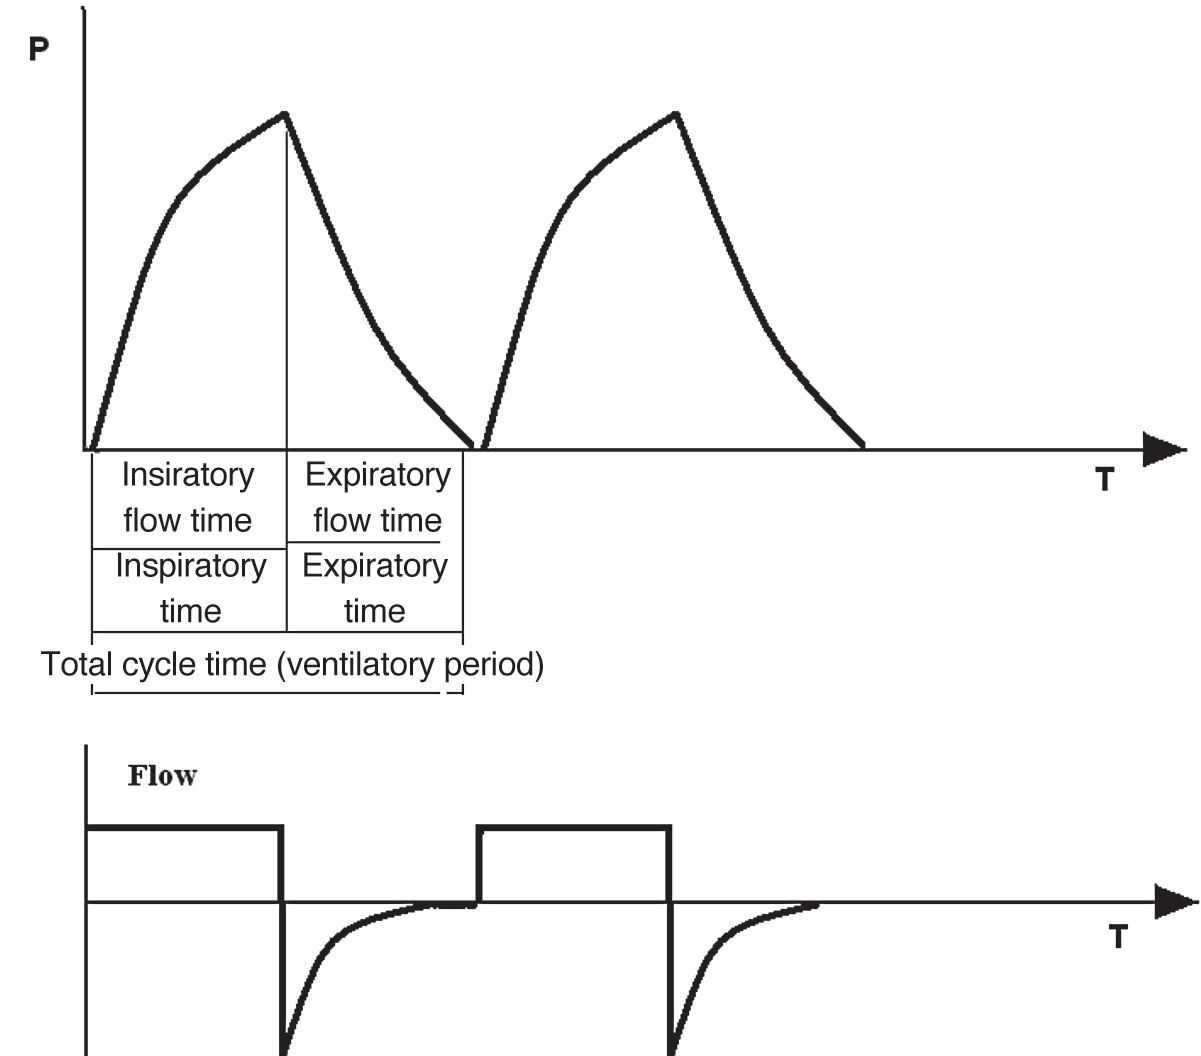 P
Insiratory
flow time
Expiratory
flow time
T
Inspiratory
time
Expiratory
time
Total cycle time (ventilatory period)
Flow
T